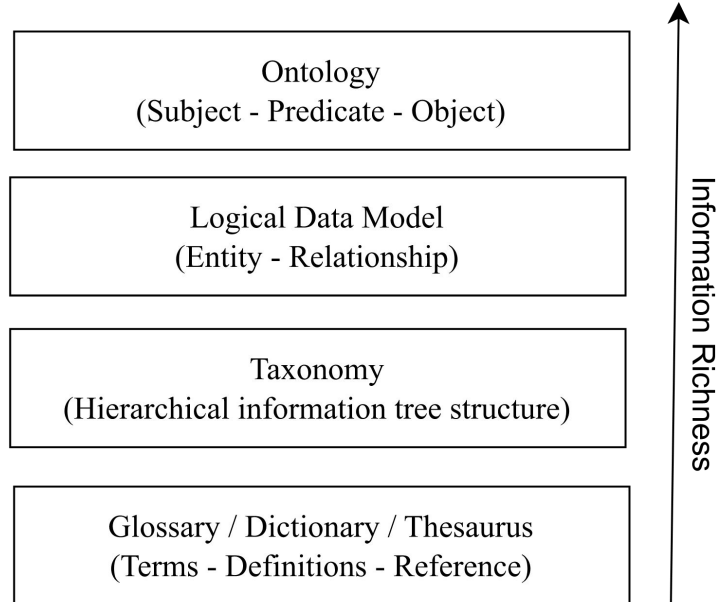 Ontology
(Subject - Predicate - Object)
Logical Data Model
(Entity - Relationship)
Taxonomy
(Hierarchical information tree structure)
Glossary / Dictionary / Thesaurus
(Terms - Definitions - Reference)
Information Richness